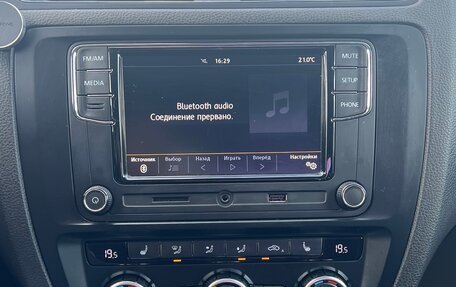 FM/AM
MEDIA
16:29
21.0°C
MUTE
SETUP
PHONE
Bluetooth audio
Соединение прервано.
Источник Выбор Назад Играть Вперёд Настройки
19.5
19.5